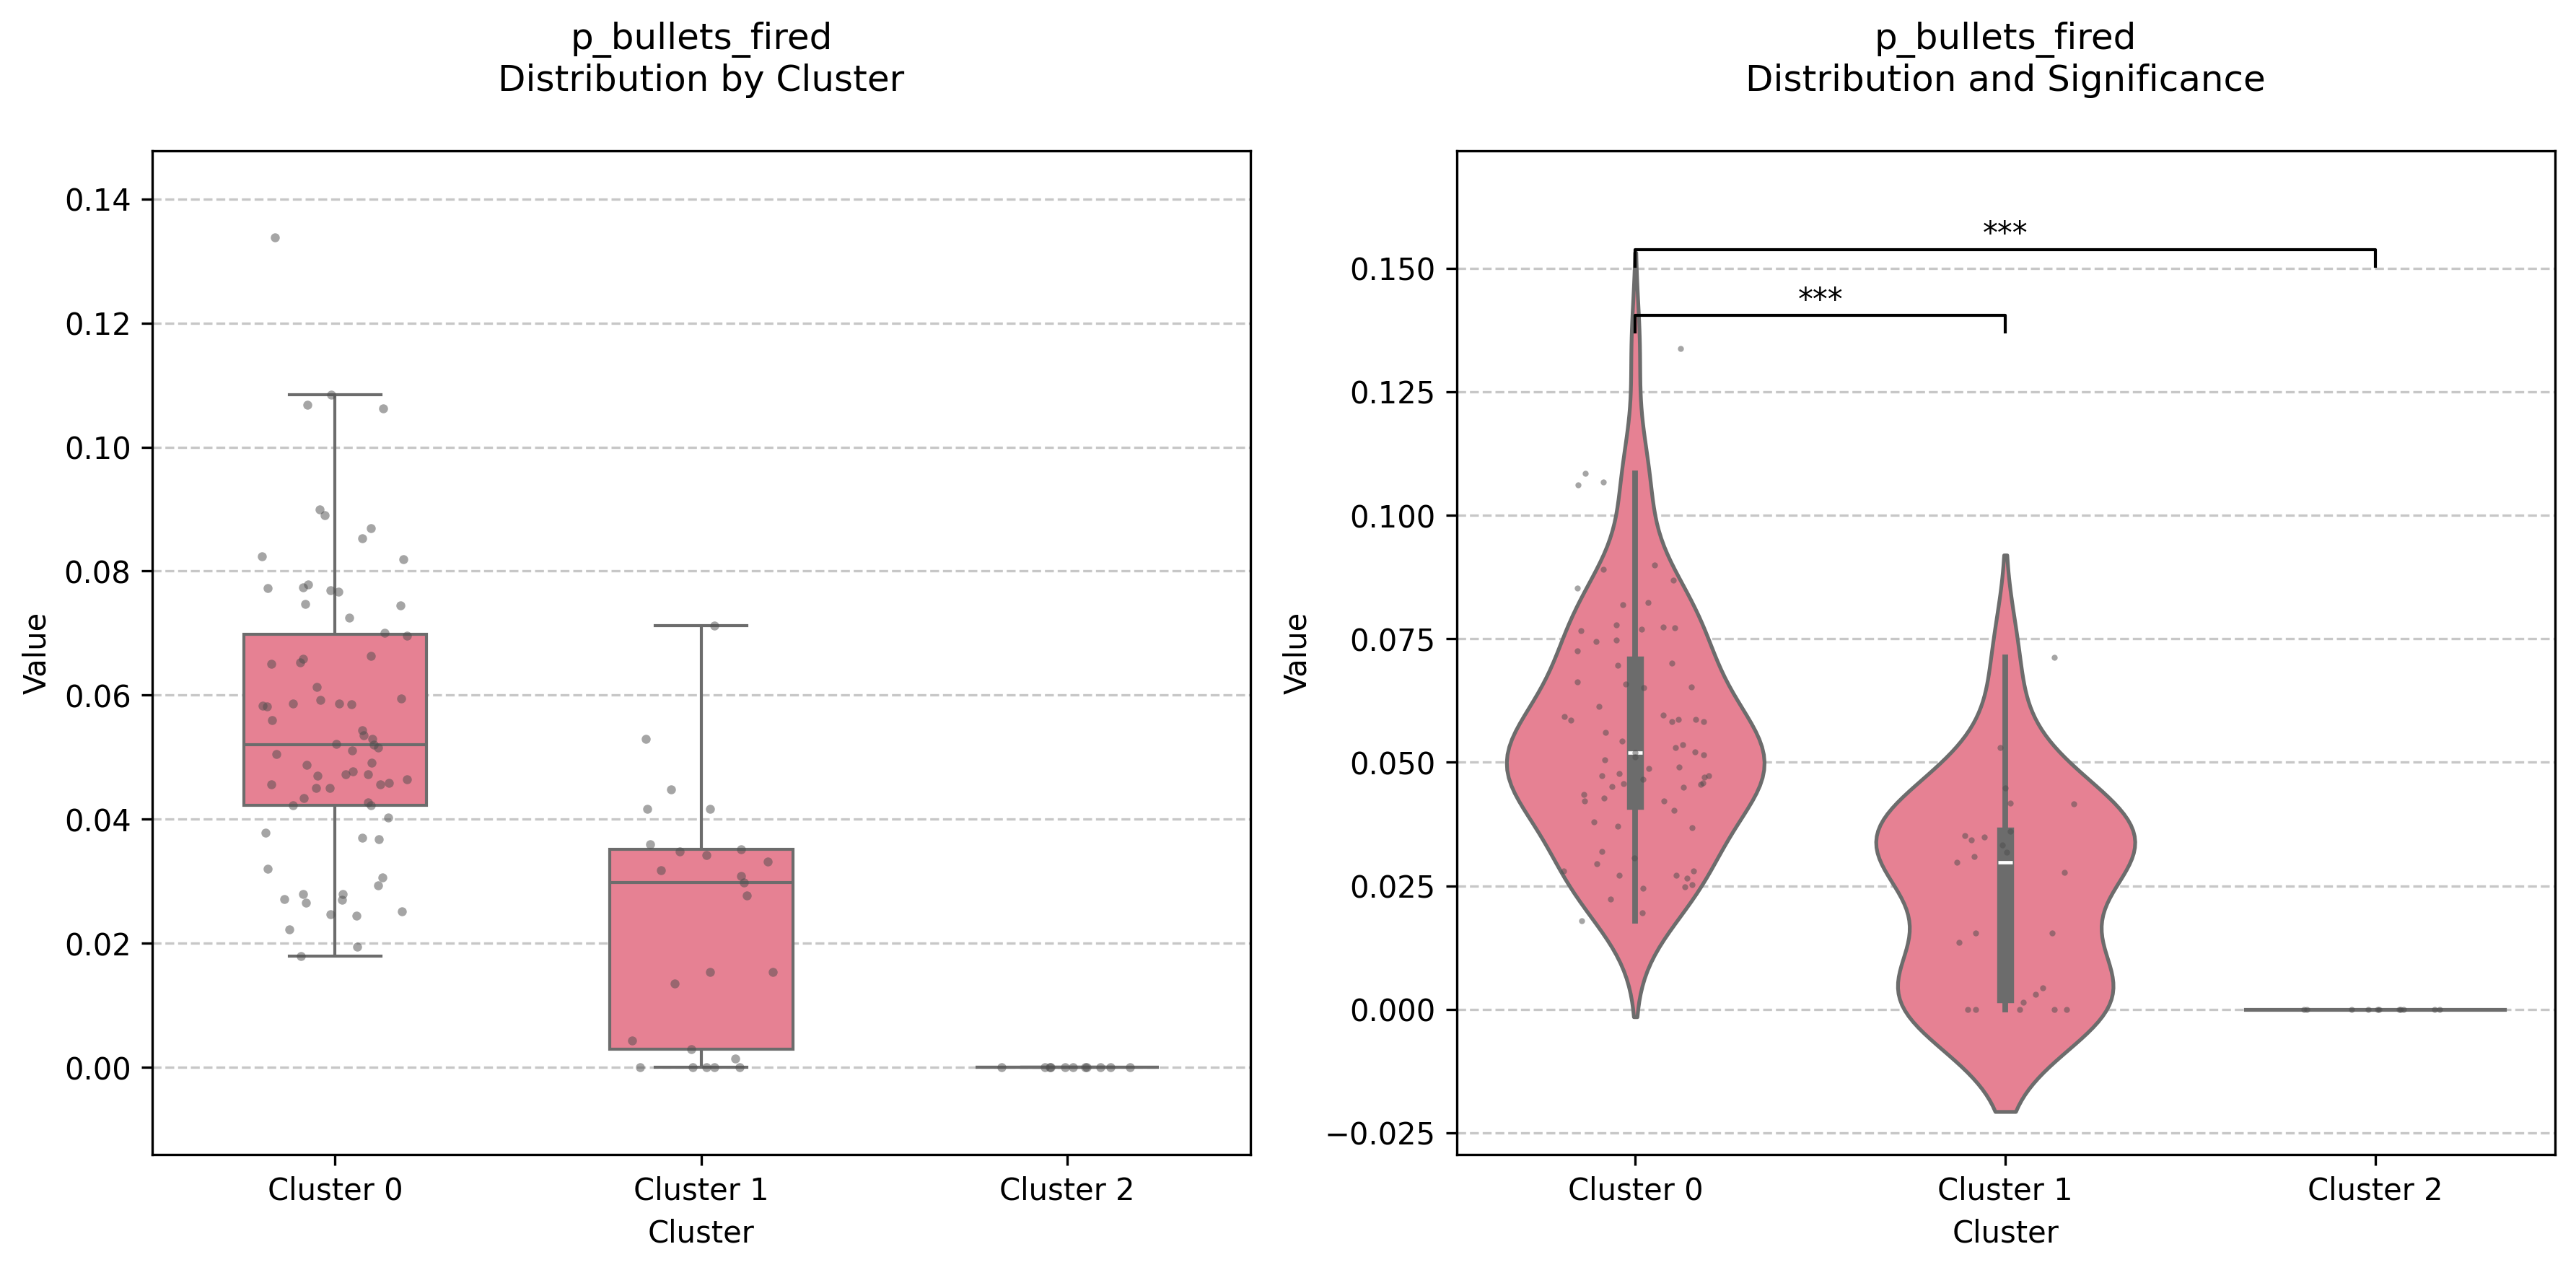 p_bullets_fired
Distribution by Cluster
Value
0.14
0.12
0.10
0.08
0.06
0.04
0.02
0.00
Cluster 0
Cluster 1
Cluster 2
Cluster
p_bullets_fired
Distribution and Significance
Value
0.150
0.125
0.100
0.075
0.050
0.025
0.000
−0.025
***
***
Cluster 0
Cluster 1
Cluster 2
Cluster